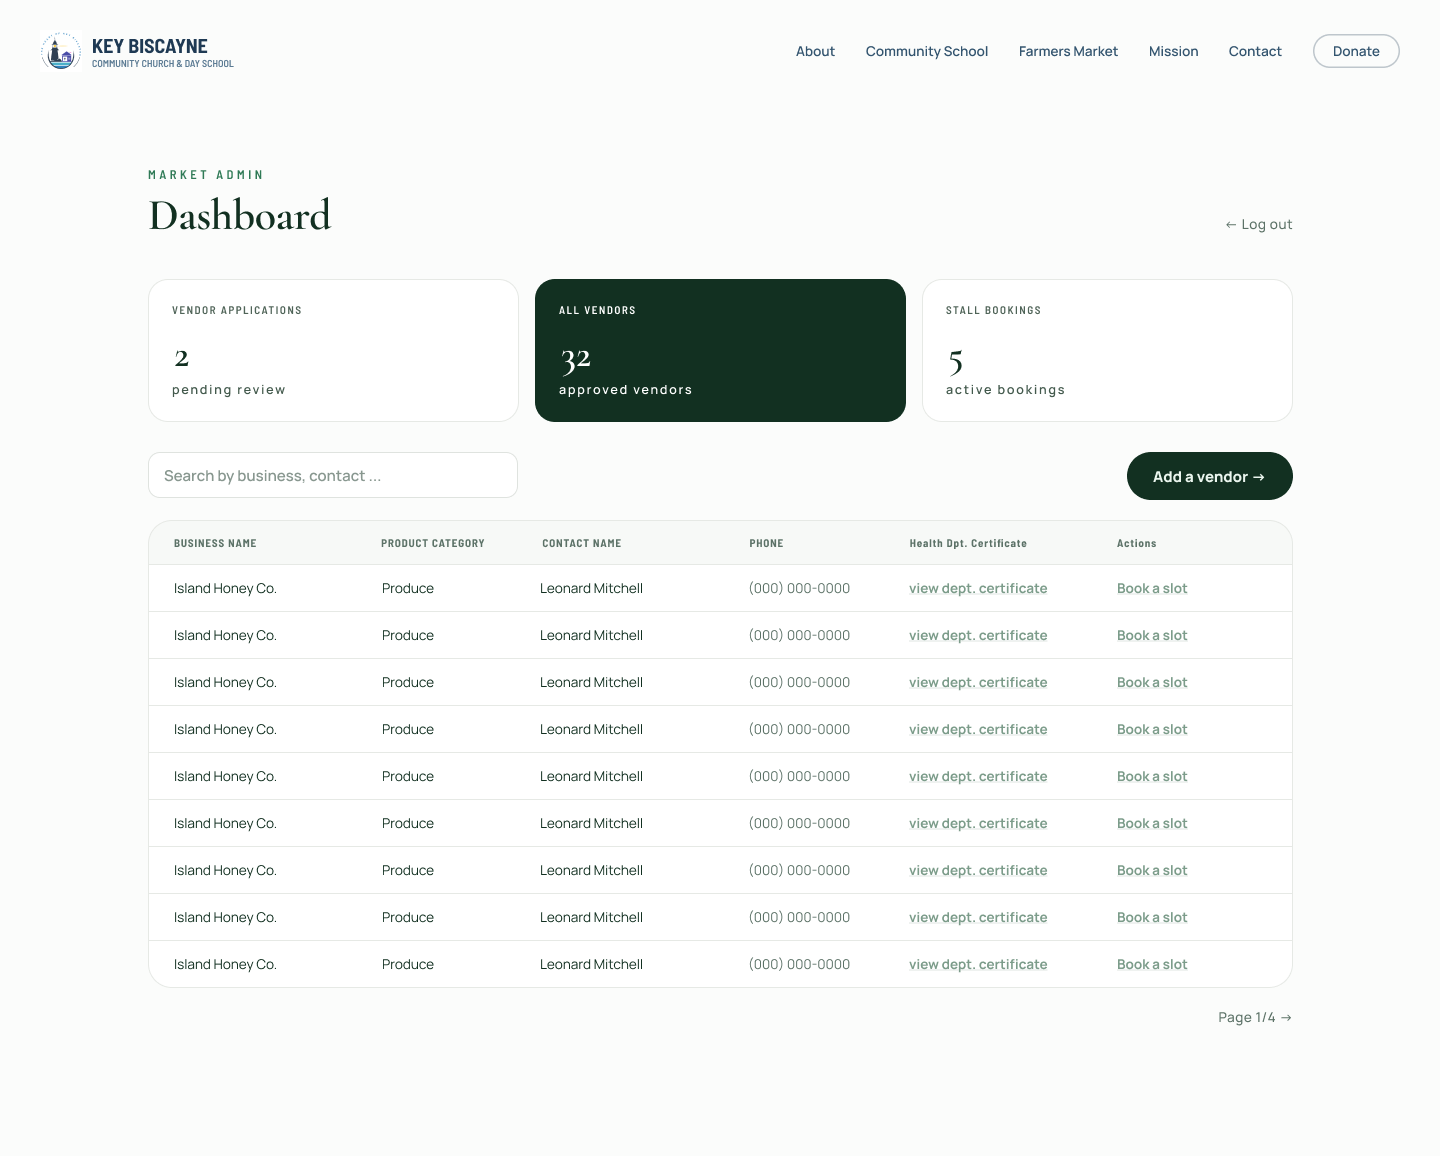 KEY BISCAYNE
COMMUNITY CHURCH & DAY SCHOOL
About Community School Farmers Market Mission Contact Donate
MARKET ADMIN
Dashboard
← Log out
VENDOR APPLICATIONS
2
pending review
ALL VENDORS
32
approved vendors
STALL BOOKINGS
5
active bookings
Search by business, contact ...
Add a vendor →
BUSINESS NAME PRODUCT CATEGORY CONTACT NAME PHONE Health Dpt. Certificate Actions
Island Honey Co. Produce Leonard Mitchell (000) 000-0000 view dept. certificate Book a slot
Island Honey Co. Produce Leonard Mitchell (000) 000-0000 view dept. certificate Book a slot
Island Honey Co. Produce Leonard Mitchell (000) 000-0000 view dept. certificate Book a slot
Island Honey Co. Produce Leonard Mitchell (000) 000-0000 view dept. certificate Book a slot
Island Honey Co. Produce Leonard Mitchell (000) 000-0000 view dept. certificate Book a slot
Island Honey Co. Produce Leonard Mitchell (000) 000-0000 view dept. certificate Book a slot
Island Honey Co. Produce Leonard Mitchell (000) 000-0000 view dept. certificate Book a slot
Island Honey Co. Produce Leonard Mitchell (000) 000-0000 view dept. certificate Book a slot
Island Honey Co. Produce Leonard Mitchell (000) 000-0000 view dept. certificate Book a slot
Page 1/4 →